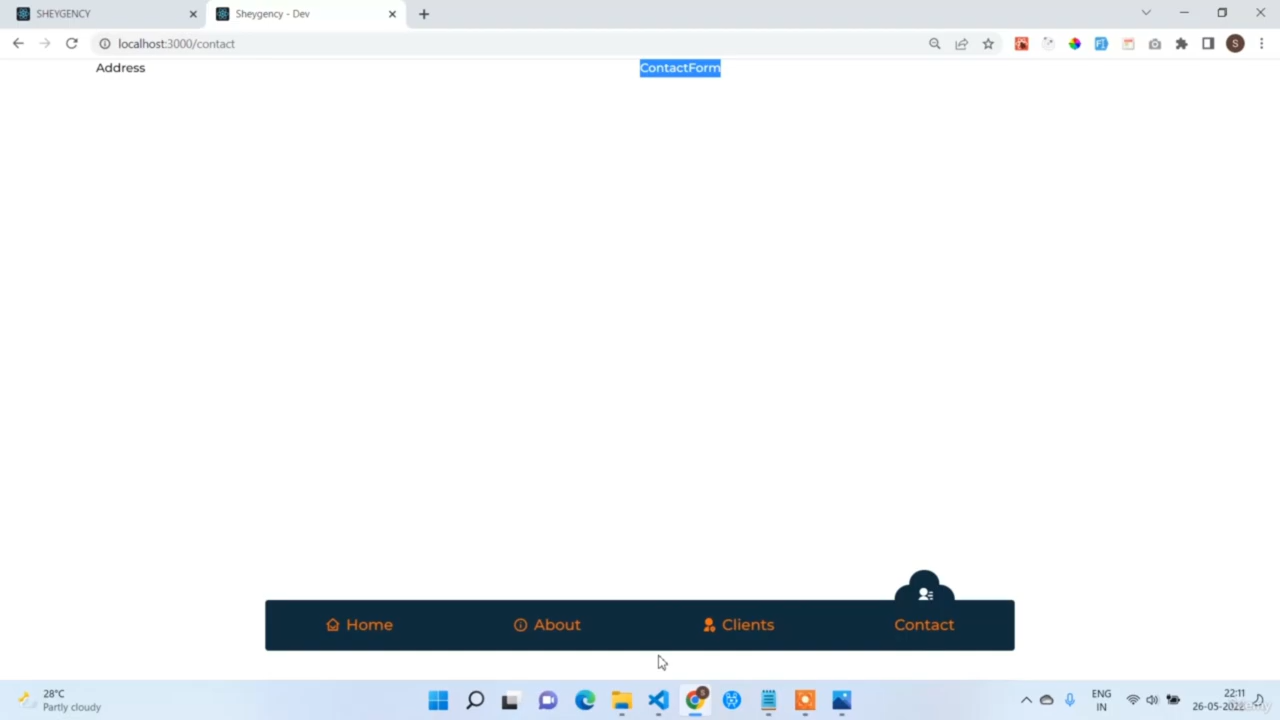 SHEYGENCY
Sheygency - Dev
localhost:3000/contact
S
Address
ContactForm
Home
About
Clients
Contact
28°C
Partly cloudy
S
ENG
IN
22:11
26-05-2022